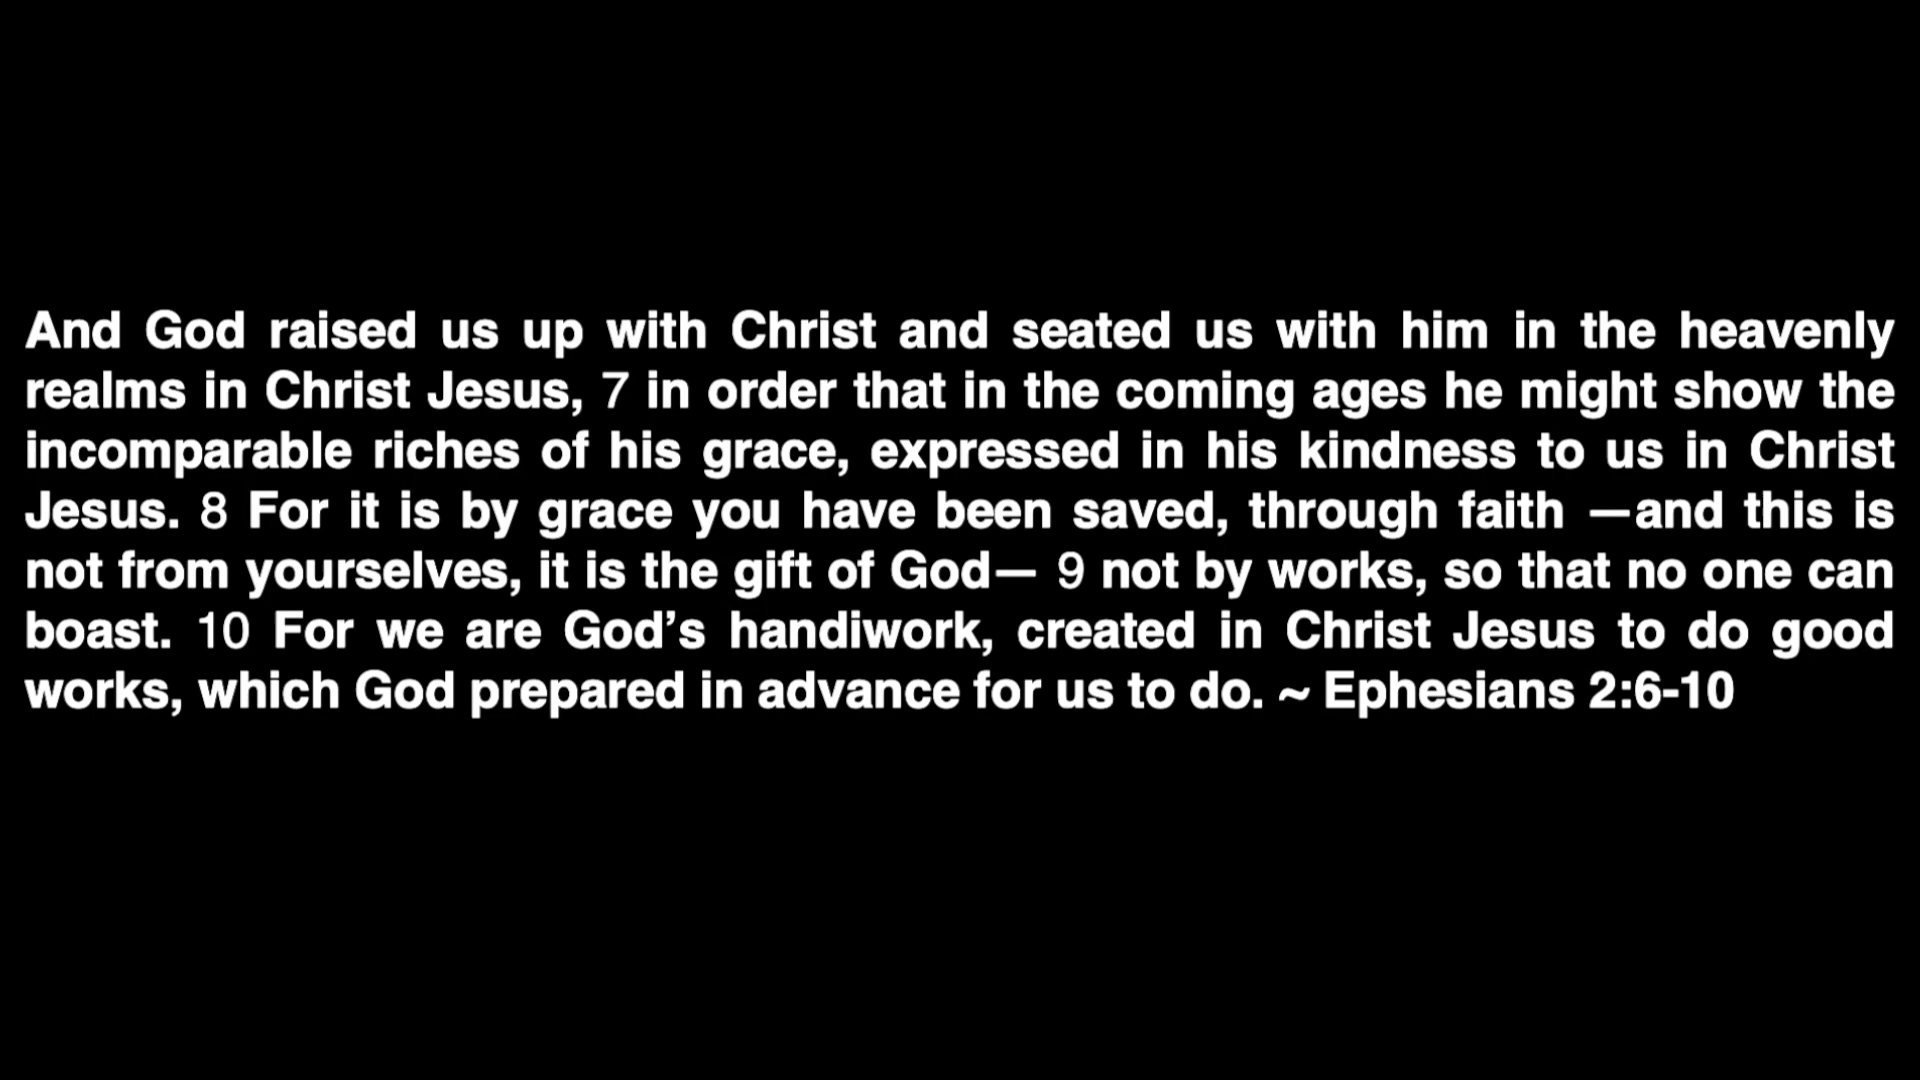 And God raised us up with Christ and seated us with him in the heavenly
realms in Christ Jesus, 7 in order that in the coming ages he might show the
incomparable riches of his grace, expressed in his kindness to us in Christ
Jesus. 8 For it is by grace you have been saved, through faith —and this is
not from yourselves, it is the gift of God— 9 not by works, so that no one can
boast. 10 For we are God’s handiwork, created in Christ Jesus to do good
works, which God prepared in advance for us to do. ~ Ephesians 2:6-10